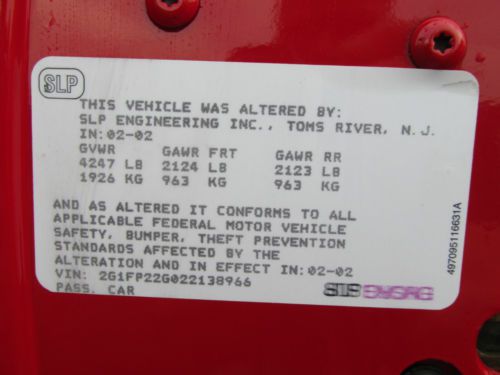 SLP
THIS VEHICLE WAS ALTERED BY:
SLP ENGINEERING INC., TOMS RIVER, N.J.
IN:02-02
GVWR GAWR FRT GAWR RR
4247 LB 2124 LB 2123 LB
1926 KG 963 KG 963 KG
AND AS ALTERED IT CONFORMS TO ALL
APPLICABLE FEDERAL MOTOR VEHICLE
SAFETY, BUMPER, THEFT PREVENTION
STANDARDS AFFECTED BY THE
ALTERATION AND IN EFFECT IN:02-02
VIN: 2G1FP22G022138966
PASS. CAR
497095116631A